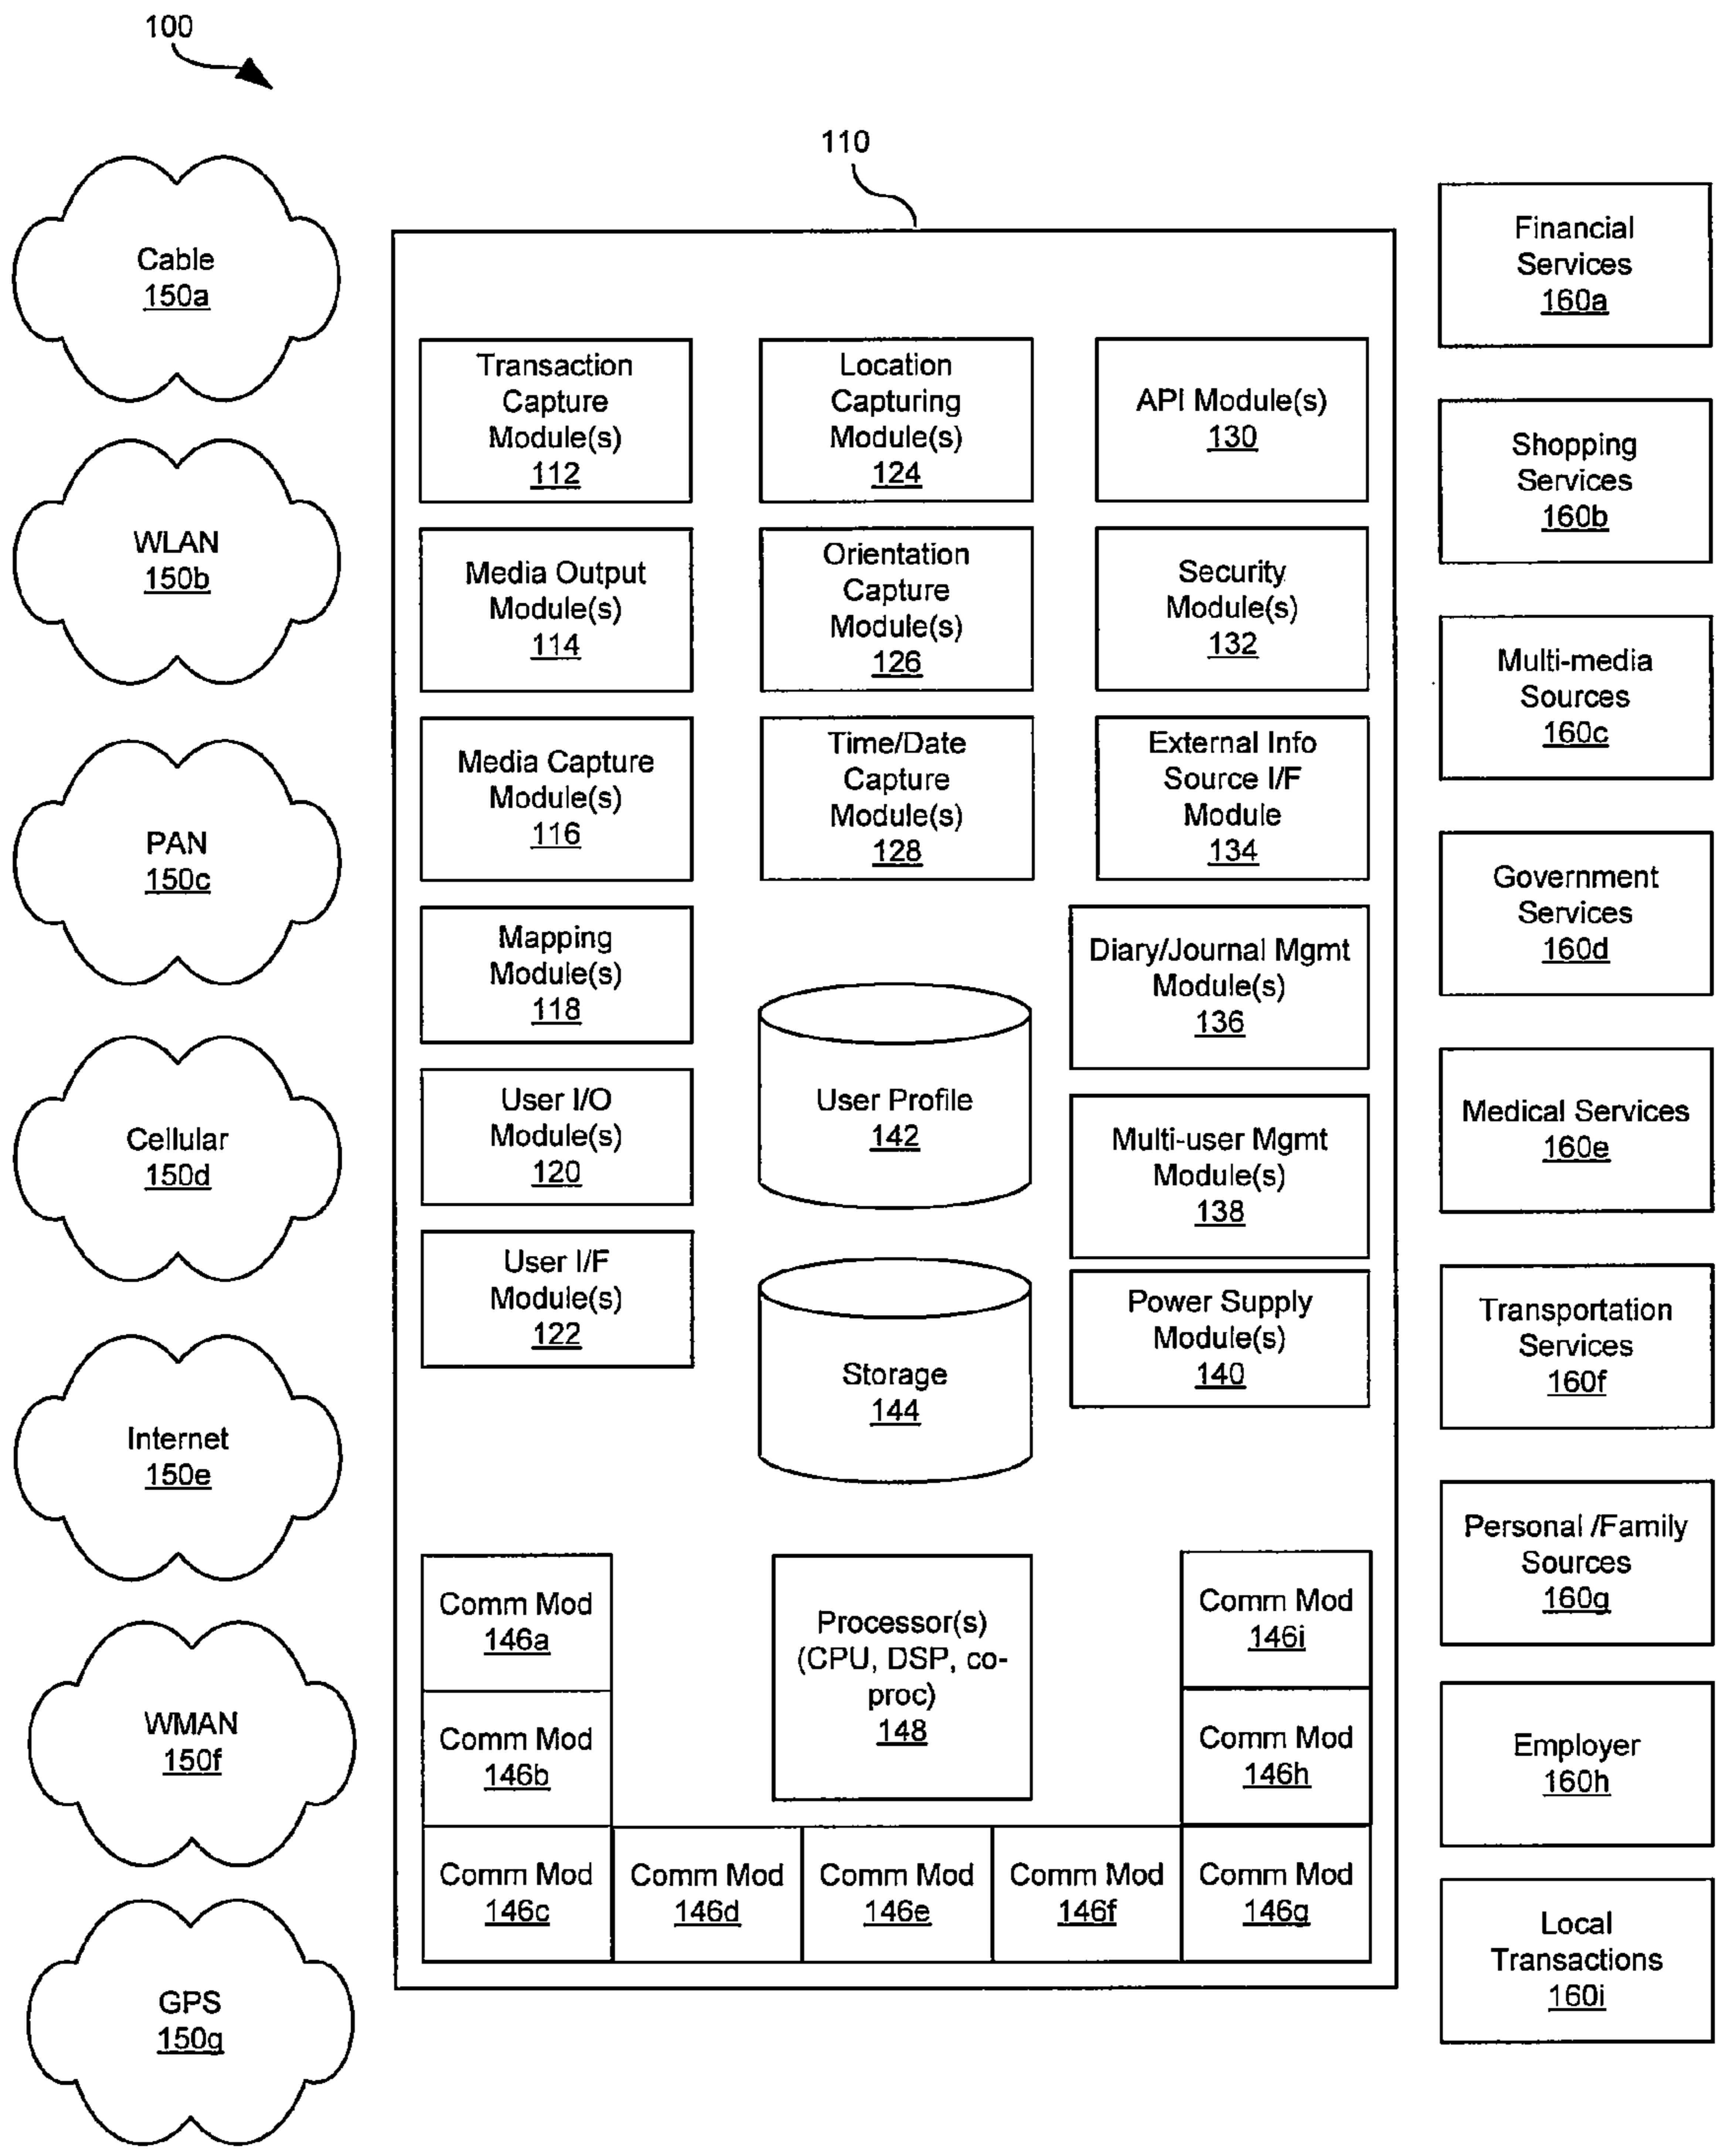 100
110
Cable
150a
WLAN
150b
PAN
150c
Cellular
150d
Internet
150e
WMAN
150f
GPS
150g
Transaction
Capture
Module(s)
112
Media Output
Module(s)
114
Media Capture
Module(s)
116
Mapping
Module(s)
118
User I/O
Module(s)
120
User I/F
Module(s)
122
Location
Capturing
Module(s)
124
Orientation
Capture
Module(s)
126
Time/Date
Capture
Module(s)
128
User Profile
142
Storage
144
API Module(s)
130
Security
Module(s)
132
External Info
Source I/F
Module
134
Diary/Journal Mgmt
Module(s)
136
Multi-user Mgmt
Module(s)
138
Power Supply
Module(s)
140
Comm Mod
146a
Comm Mod
146b
Comm Mod
146c
Comm Mod
146d
Comm Mod
146e
Comm Mod
146f
Comm Mod
146g
Comm Mod
146h
Comm Mod
146i
Processor(s)
(CPU, DSP, co-
proc)
148
Financial
Services
160a
Shopping
Services
160b
Multi-media
Sources
160c
Government
Services
160d
Medical Services
160e
Transportation
Services
160f
Personal /Family
Sources
160g
Employer
160h
Local
Transactions
160i